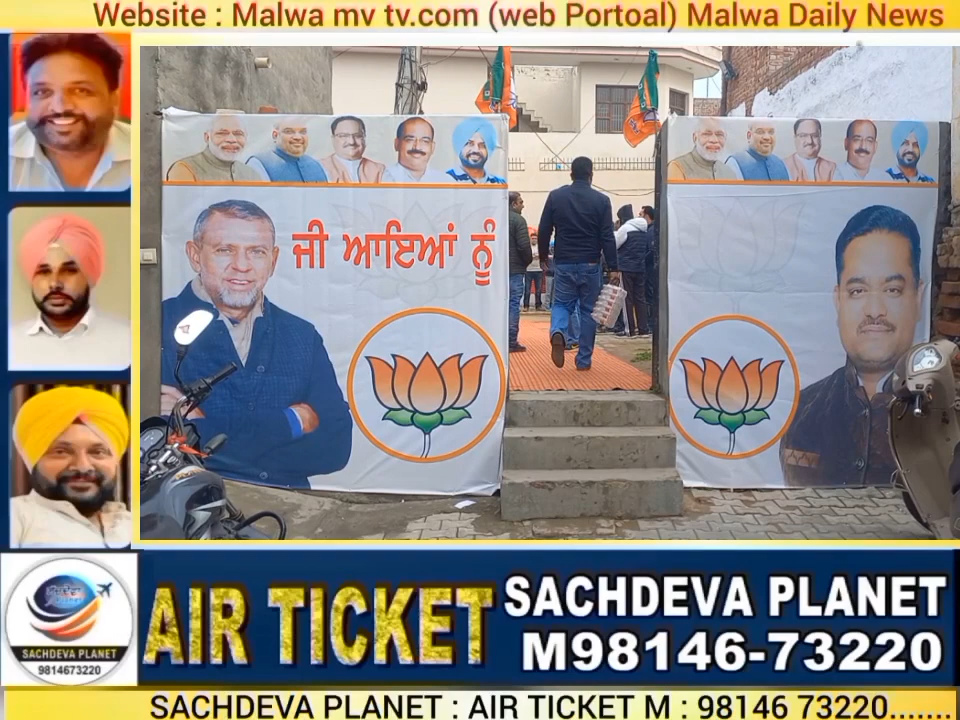 Website : Malwa mv tv.com (web Portoal) Malwa Daily News
ਜੀ ਆਇਆਂ ਨੂੰ
SACHDEVA PLANET
9814673220
AIR TICKET
SACHDEVA PLANET
M98146-73220
SACHDEVA PLANET : AIR TICKET M : 98146 73220.......